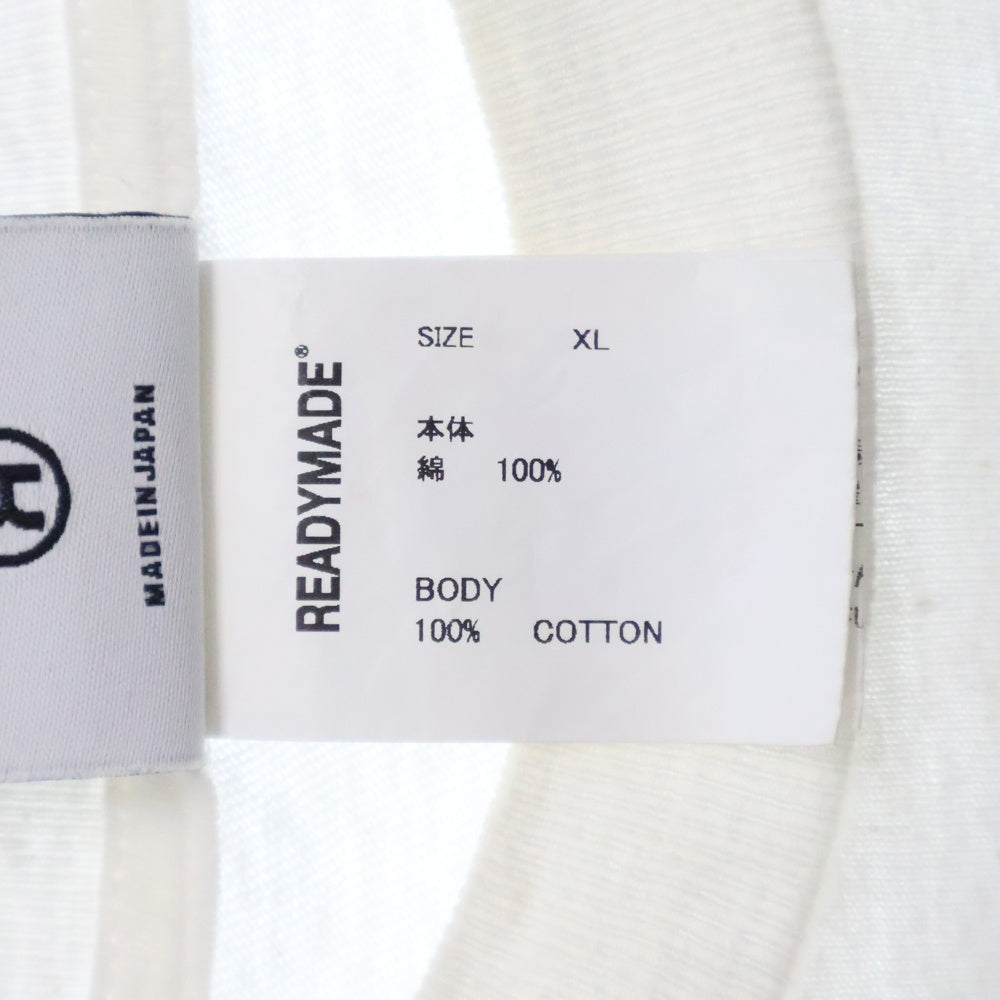 MADE IN JAPAN
READYMADE®
SIZE XL
本体
綿 100%
BODY
100% COTTON